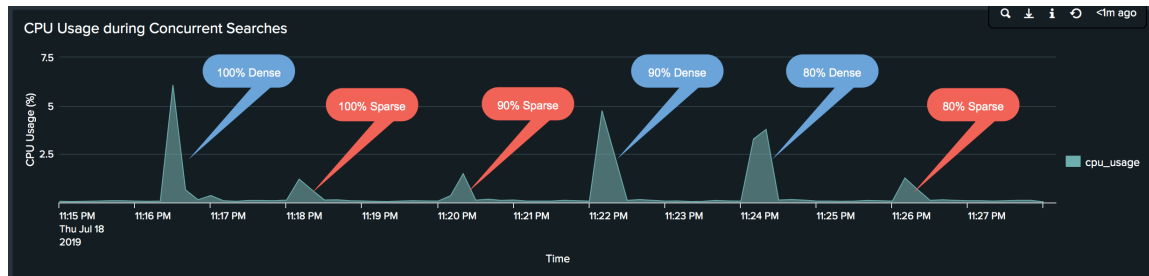 <1m ago
CPU Usage during Concurrent Searches
7.5
5
2.5
CPU Usage (%)
100% Dense
100% Sparse
90% Sparse
90% Dense
80% Dense
80% Sparse
cpu_usage
11:15 PM
Thu Jul 18
2019
11:16 PM
11:17 PM
11:18 PM
11:19 PM
11:20 PM
11:21 PM
11:22 PM
11:23 PM
11:24 PM
11:25 PM
11:26 PM
11:27 PM
Time